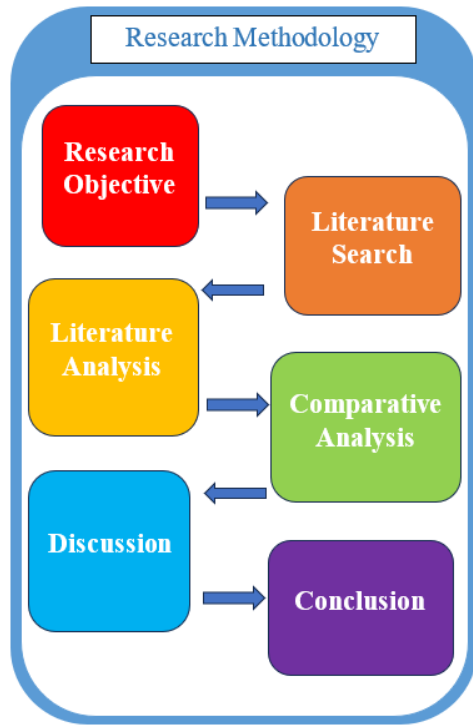 Research Methodology
Research
Objective
Literature
Search
Literature
Analysis
Comparative
Analysis
Discussion
Conclusion